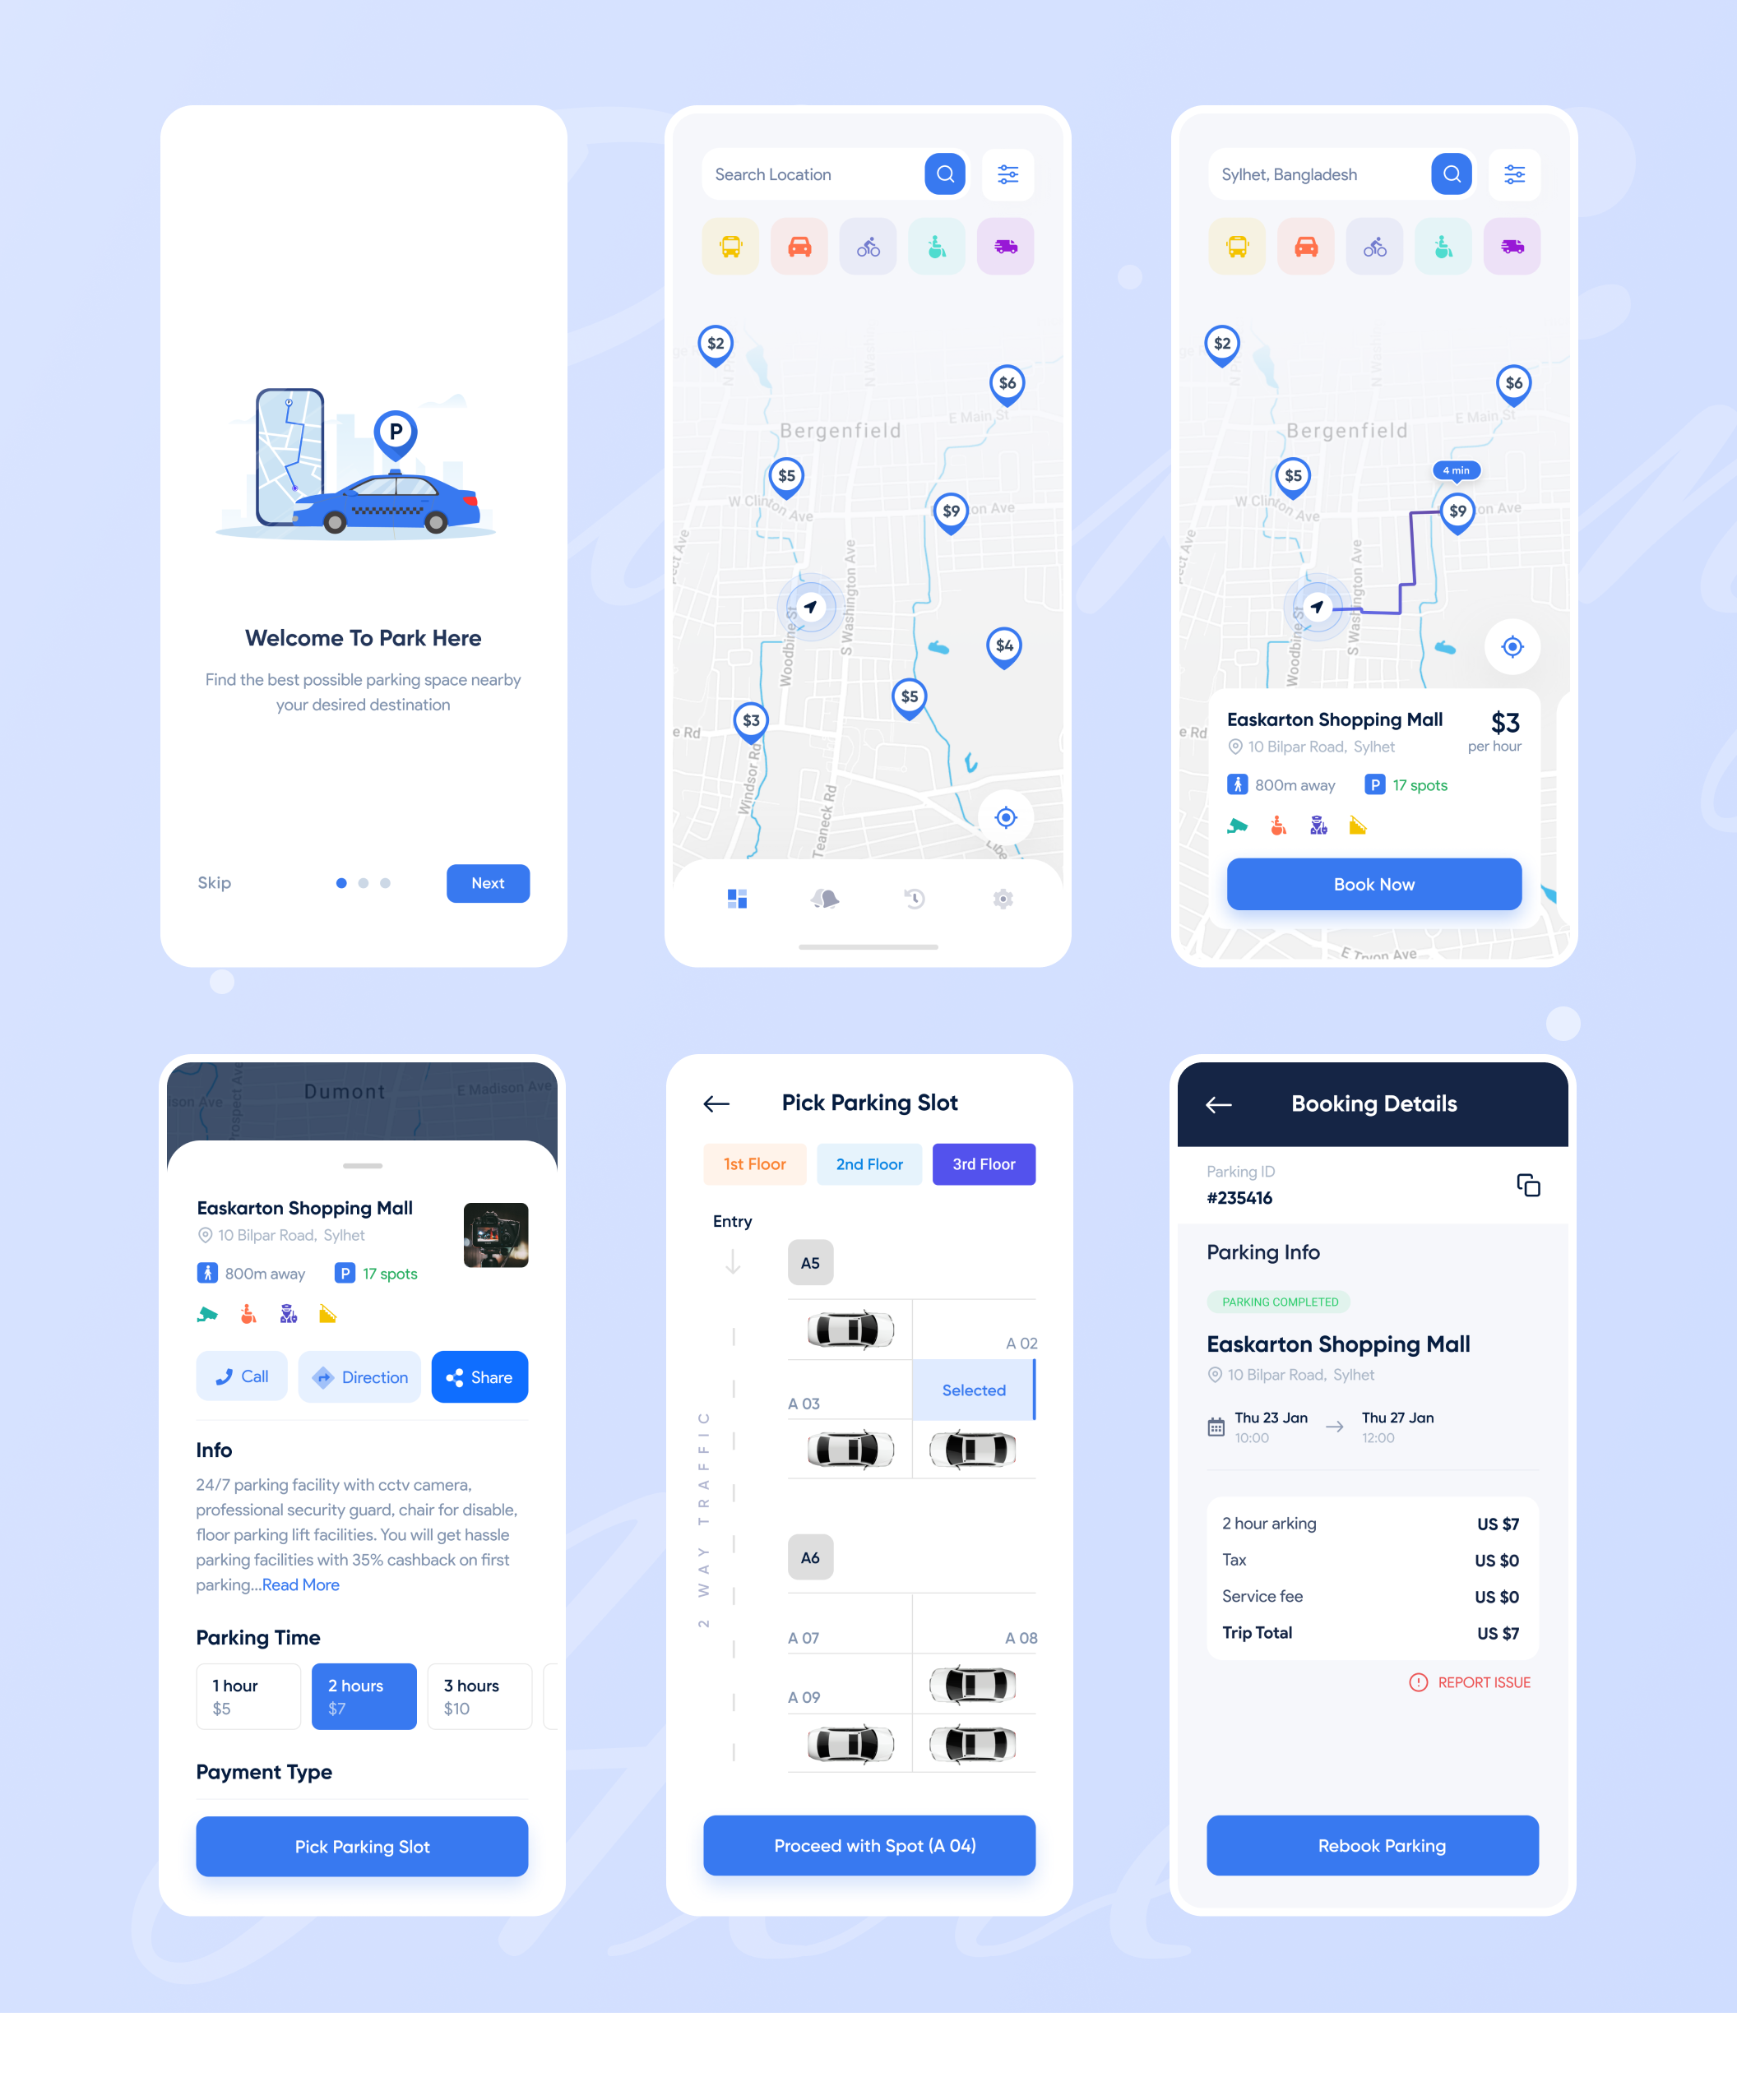 P
Welcome To Park Here
Find the best possible parking space nearby
your desired destination
Skip
Next
Search Location
$2
$6
E Main St
Bergenfield
$5
W Clinton Ave
$9
on Ave
pect Ave
S Washington Ave
N Washi
Woodbine St
$4
$5
$3
e Rd
Windsor Rd
Teaneck Rd
Libe
Sylhet, Bangladesh
$2
$6
E Main St
Bergenfield
4 min
$5
W Clinton Ave
$9
on Ave
pect Ave
S Washington Ave
Woodbine St
e Rd
Easkarton Shopping Mall
$3
10 Bilpar Road, Sylhet
per hour
800m away
P
17 spots
Book Now
E Tryon Ave
Dumont
E Madison Ave
ison Ave
Prospect Ave
Easkarton Shopping Mall
10 Bilpar Road, Sylhet
800m away
P
17 spots
Call
Direction
Share
Info
24/7 parking facility with cctv camera,
professional security guard, chair for disable,
floor parking lift facilities. You will get hassle
parking facilities with 35% cashback on first
parking...Read More
Parking Time
1 hour
$5
2 hours
$7
3 hours
$10
Payment Type
Pick Parking Slot
Pick Parking Slot
1st Floor
2nd Floor
3rd Floor
Entry
A5
A 02
Selected
A 03
2 WAY TRAFFIC
A6
A 07
A 08
A 09
Proceed with Spot (A 04)
Booking Details
Parking ID
#235416
Parking Info
PARKING COMPLETED
Easkarton Shopping Mall
10 Bilpar Road, Sylhet
Thu 23 Jan
Thu 27 Jan
10:00
12:00
2 hour arking
US $7
Tax
US $0
Service fee
US $0
Trip Total
US $7
REPORT ISSUE
Rebook Parking